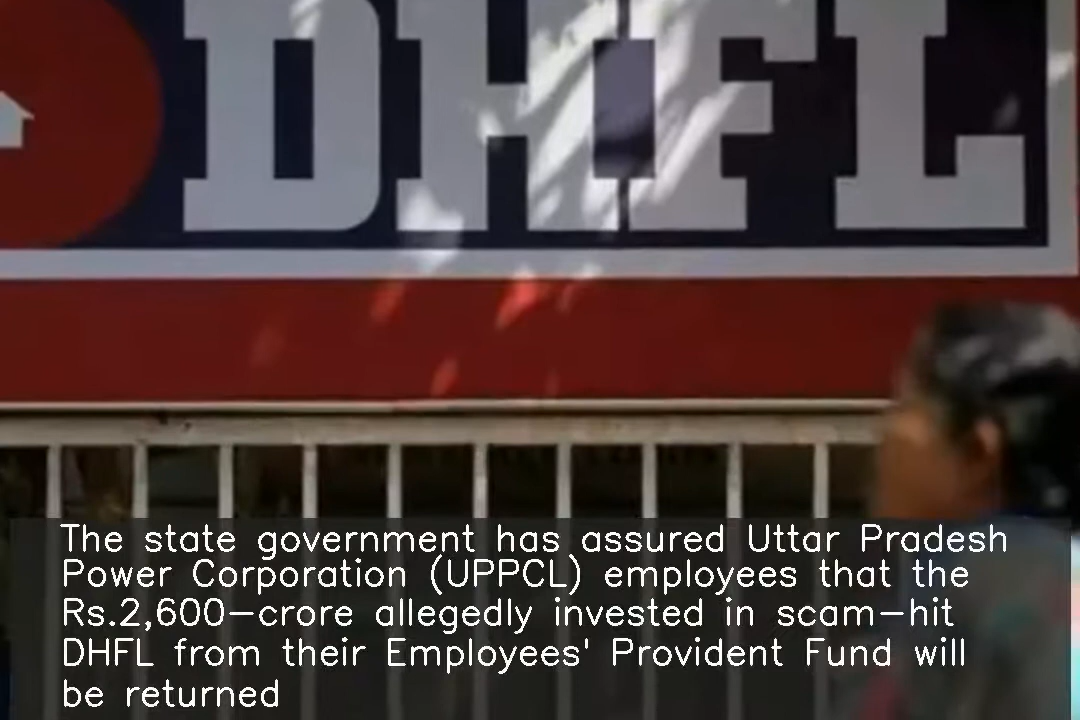 DHFL
The state government has assured Uttar Pradesh
Power Corporation (UPPCL) employees that the
Rs.2,600-crore allegedly invested in scam-hit
DHFL from their Employees' Provident Fund will
be returned